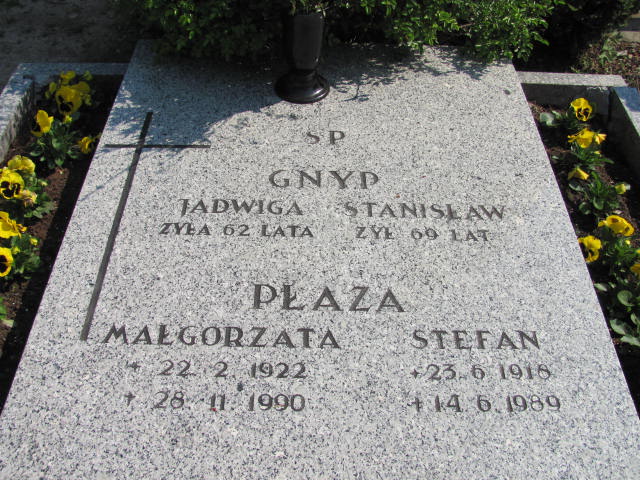 SP
GNYP
JADWIGA STANISŁAW
ŻYŁA 62 LATA ŻYŁ 69 LAT
PŁAZA
MAŁGORZATA STEFAN
* 22 2 1922 * 23.6 1918
† 28 11 1990 † 14.6.1989